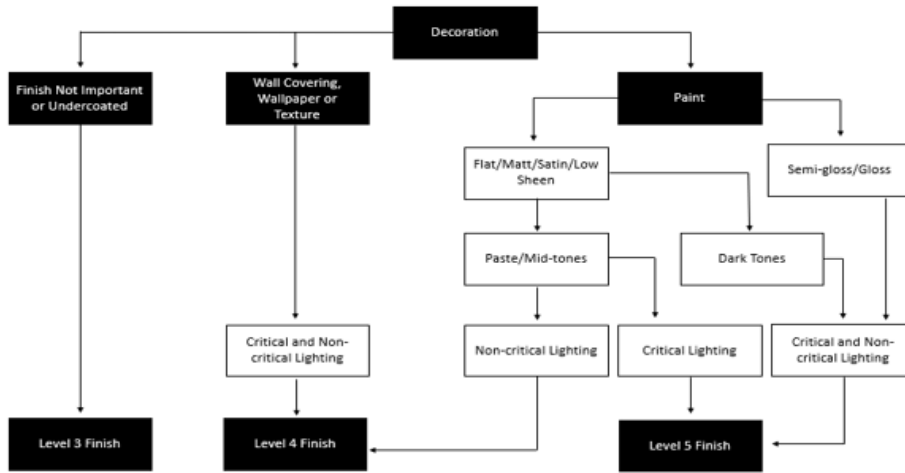 Decoration
Finish Not Important
or Undercoated
Wall Covering,
Wallpaper or
Texture
Paint
Flat/Matt/Satin/Low
Sheen
Semi-gloss/Gloss
Paste/Mid-tones
Dark Tones
Critical and Non-
critical Lighting
Non-critical Lighting
Critical Lighting
Critical and Non-
critical Lighting
Level 3 Finish
Level 4 Finish
Level 5 Finish